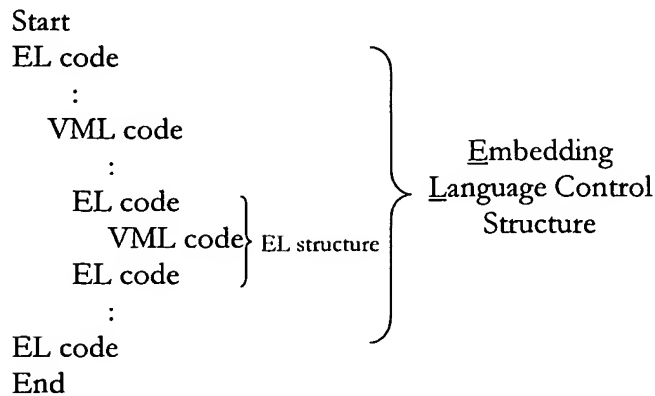 Start
EL code
:
VML code
:
EL code
VML code
EL code
:
EL code
End
EL structure
Embedding
Language Control
Structure